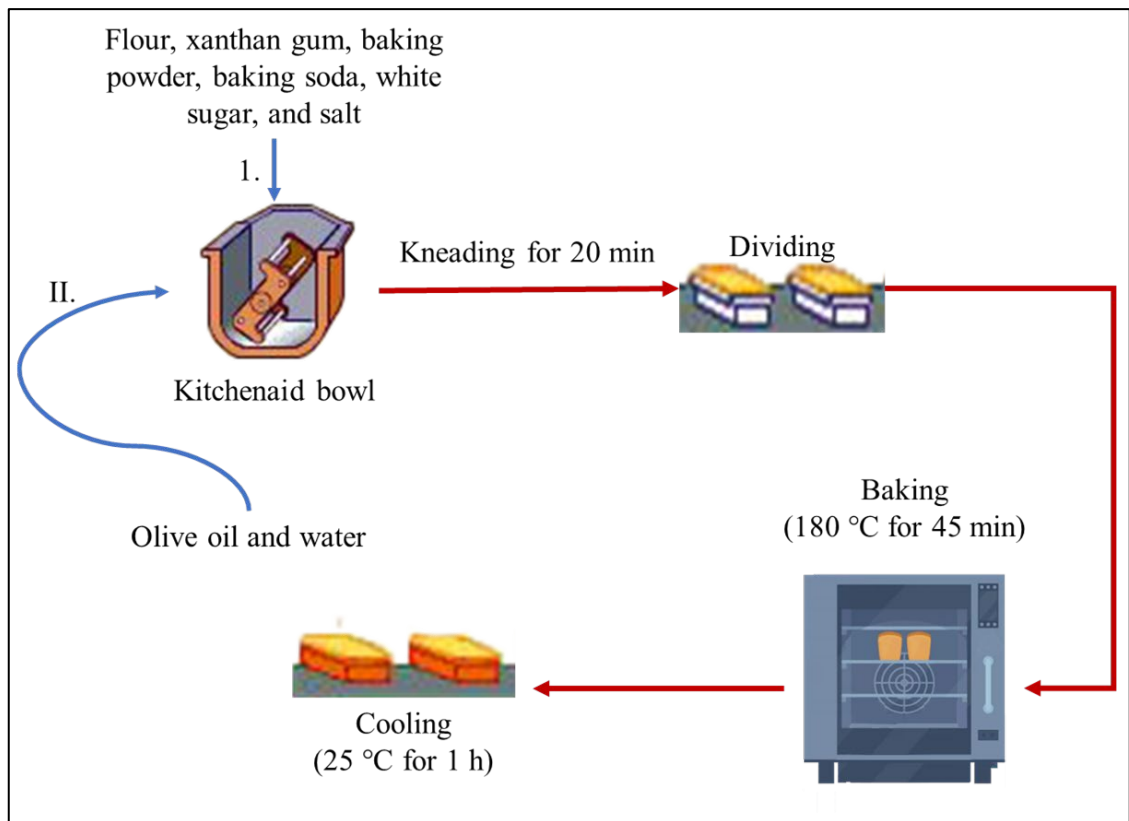 Flour, xanthan gum, baking
powder, baking soda, white
sugar, and salt
1.
Kneading for 20 min
Dividing
II.
Kitchenaid bowl
Olive oil and water
Baking
(180 °C for 45 min)
Cooling
(25 °C for 1 h)